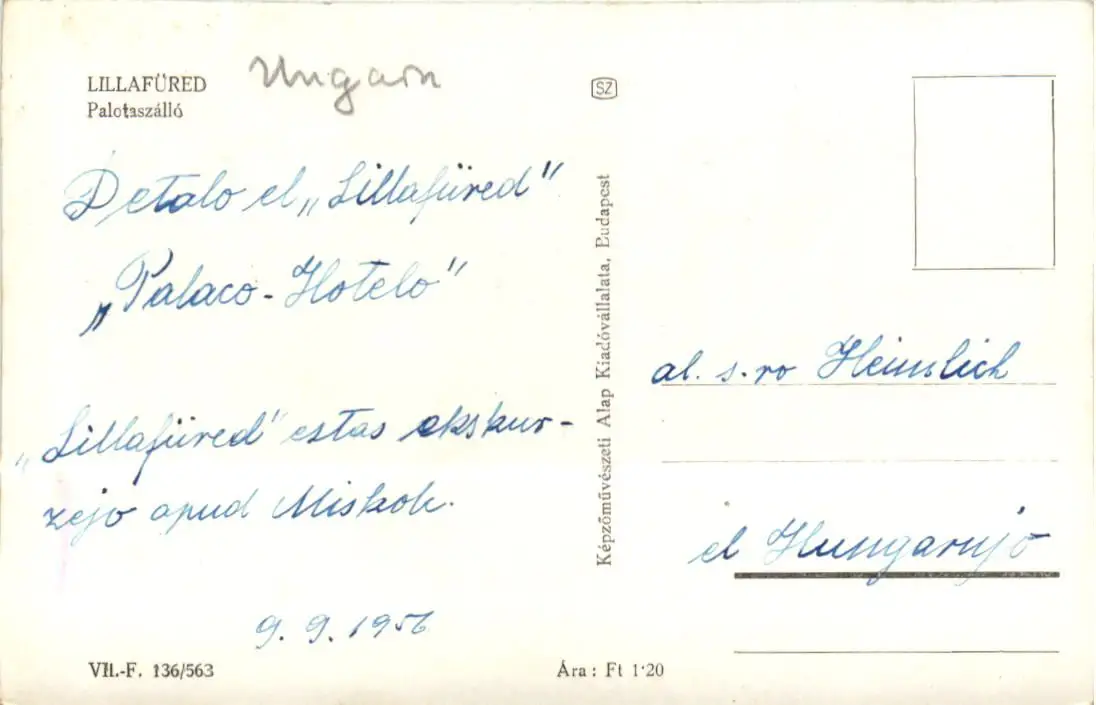 LILLAFÜRED
Palotaszálló
Ungarn
Detalo el „Lillafüred"
„Palaco-Hotelo"
„Lillafüred" estas ekskur-
zejo apud Miskolc.
9. 9. 1956
VII.-F. 136/563
SZ
Képzőművészeti Alap Kiadóvállalata, Budapest
Ára: Ft 1·20
al s-ro Heimlich
el Hungarujo